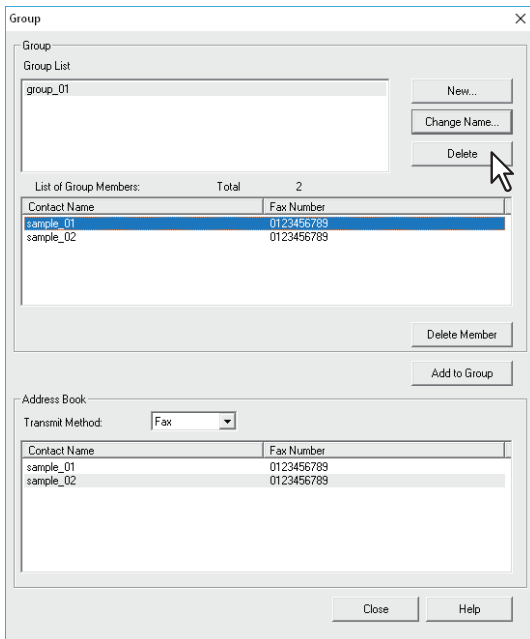 Group
Group
Group List
group_01
New...
Change Name...
Delete
List of Group Members: Total 2
Contact Name Fax Number
sample_01 0123456789
sample_02 0123456789
Delete Member
Add to Group
Address Book
Transmit Method: Fax
Contact Name Fax Number
sample_01 0123456789
sample_02 0123456789
Close Help